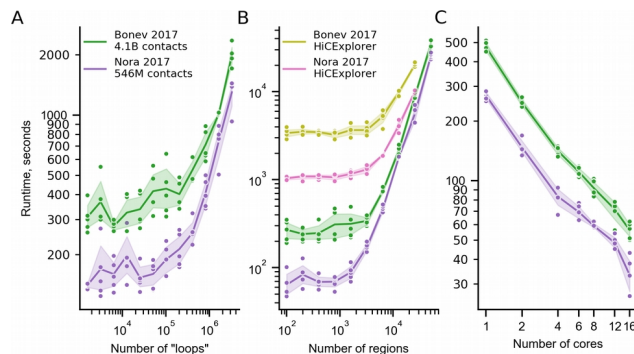 A
Bonev 2017
4.1B contacts
Nora 2017
546M contacts
2000
1000
900
800
700
600
500
400
300
200
Runtime, seconds
10^4
10^5
10^6
Number of "loops"
B
Bonev 2017
HiCExplorer
Nora 2017
HiCExplorer
10^4
10^3
10^2
10^2
10^3
10^4
Number of regions
C
500
400
300
200
100
80
60
50
40
30
1
2
4
6
8
12
16
Number of cores